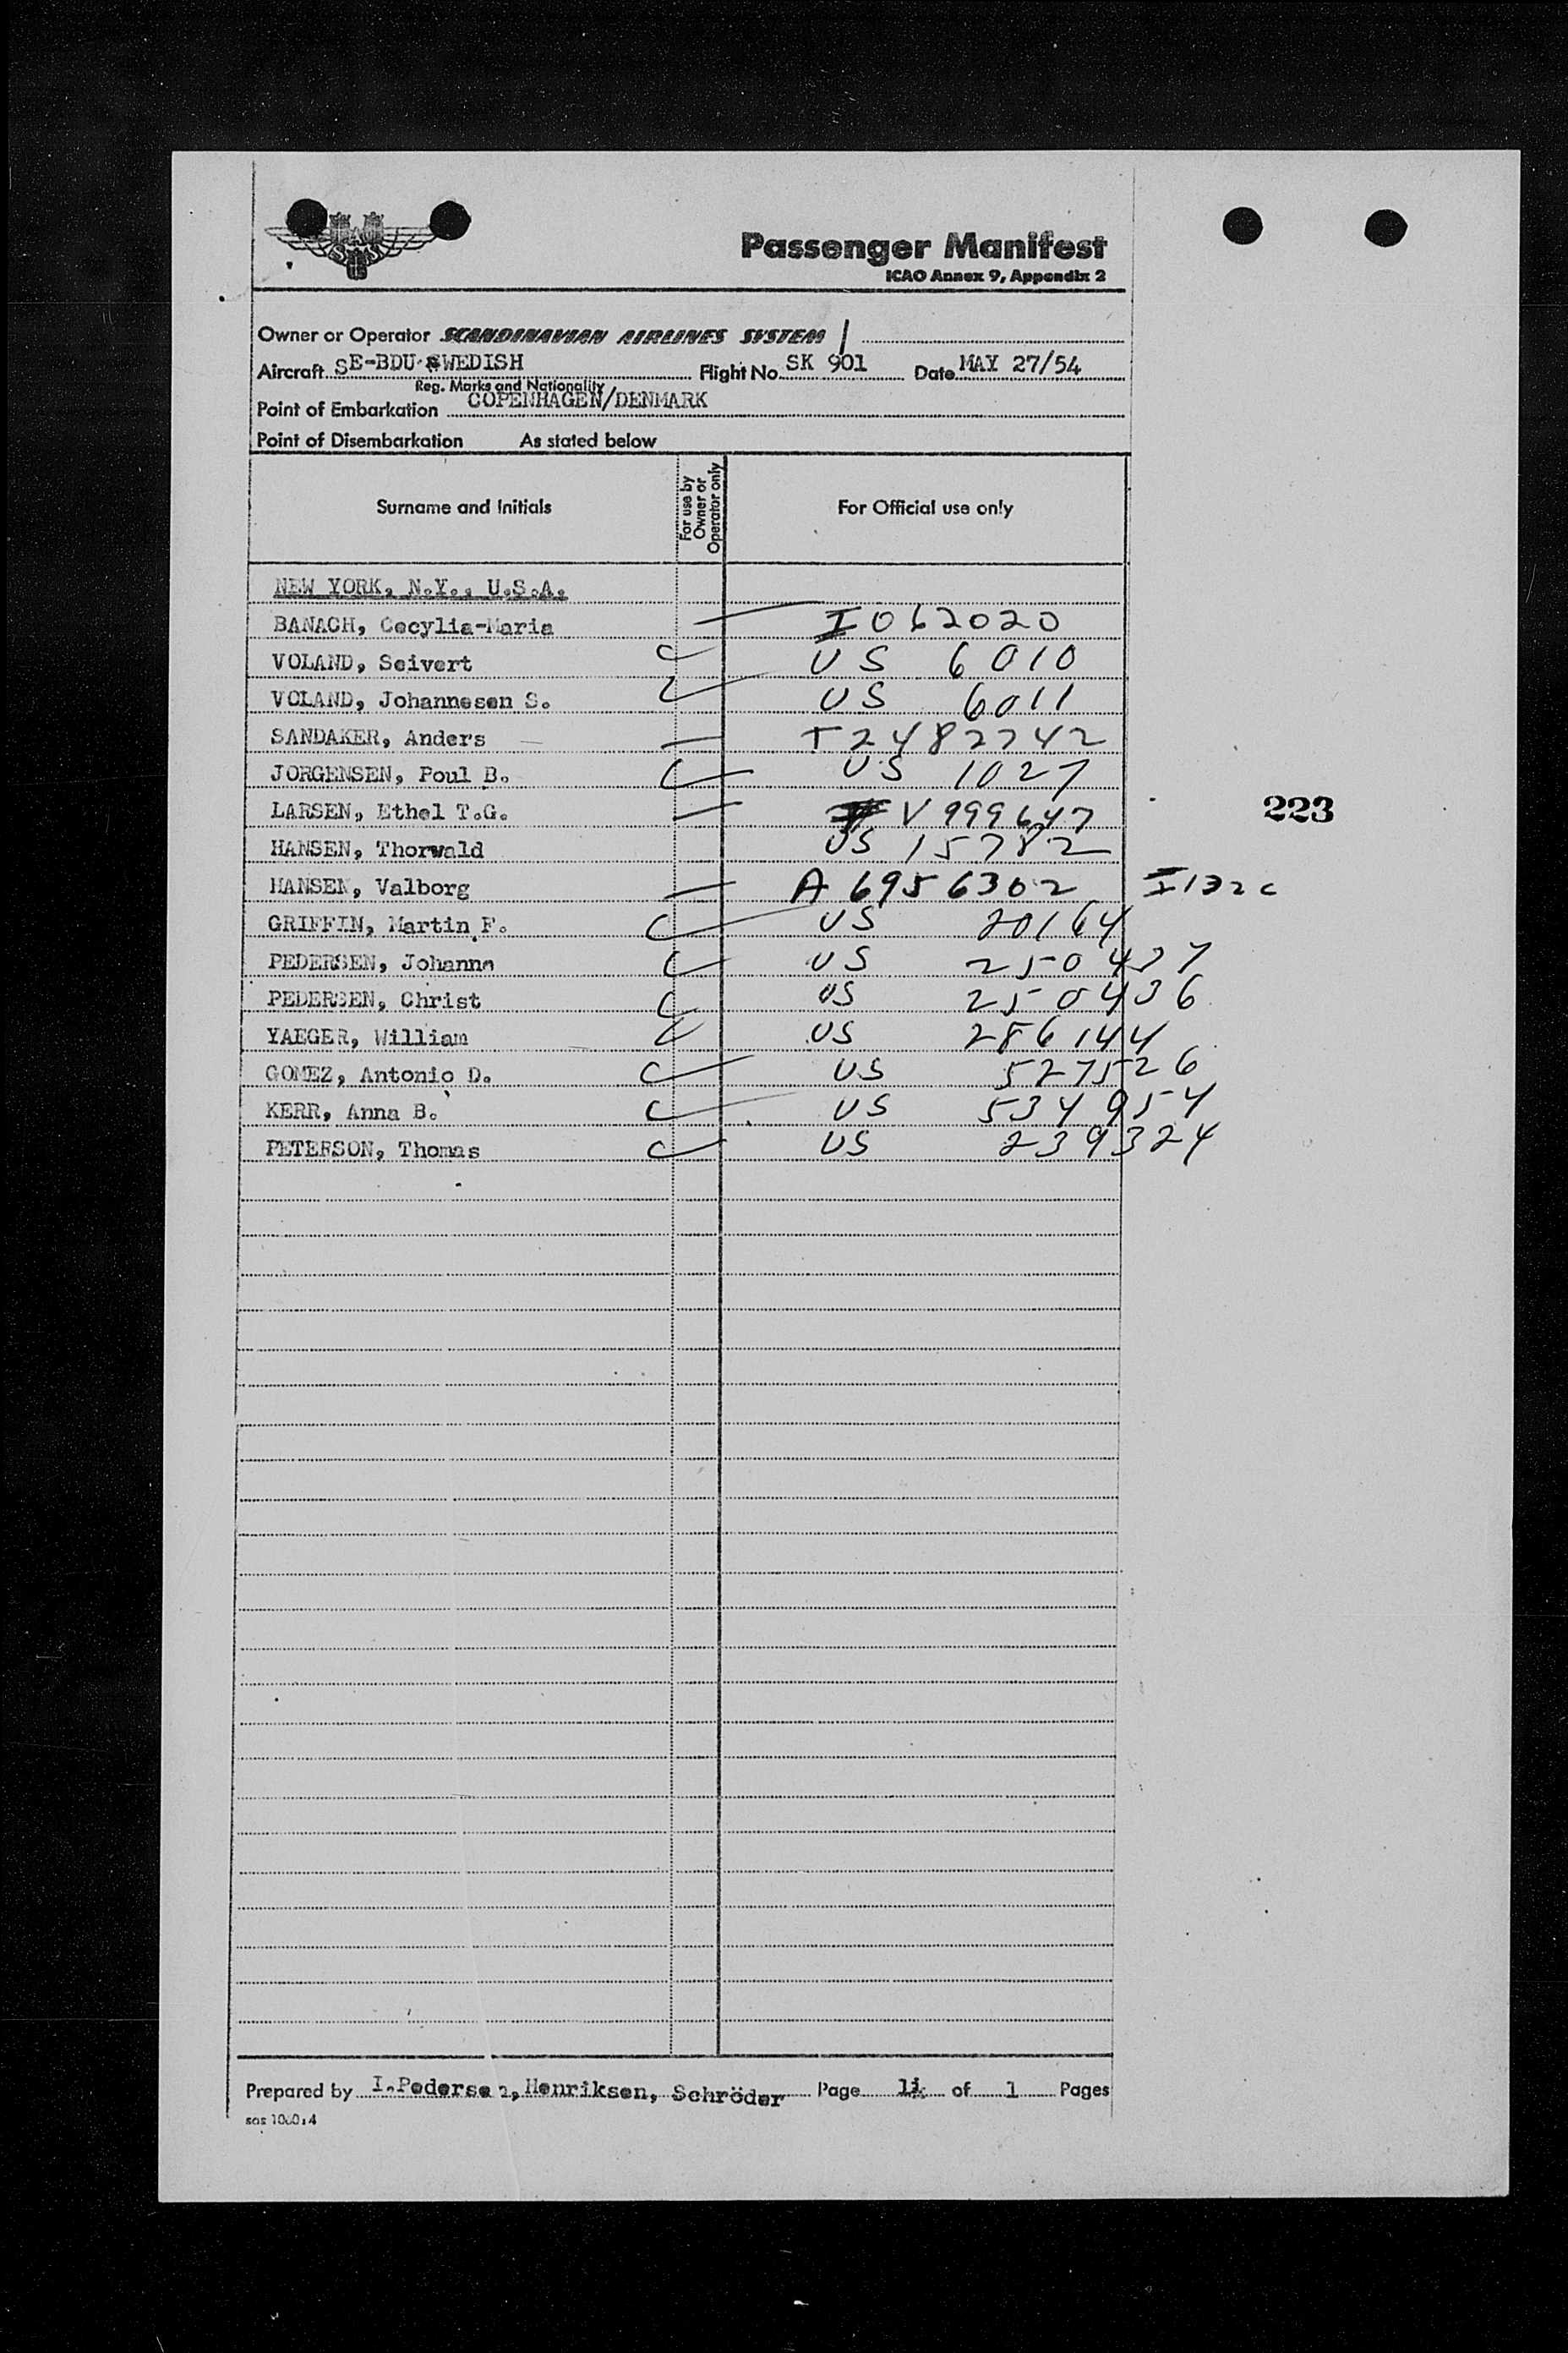 SAS
Passenger Manifest
ICAO Annex 9, Appendix 2
Owner or Operator SCANDINAVIAN AIRLINES SYSTEM /
Aircraft SE-BDU SWEDISH Flight No. SK 901 Date MAY 27/54
Reg. Marks and Nationality
Point of Embarkation COPENHAGEN/DENMARK
Point of Disembarkation As stated below
Surname and Initials For use by Owner or Operator only For Official use only
NEW YORK, N.Y., U.S.A.
BANACH, Cecylia-Maria I062020
VOLAND, Seivert US 6010
VOLAND, Johannesen S. US 6011
SANDAKER, Anders T2482742
JORGENSEN, Poul B. US 1027
LARSEN, Ethel T.G. V999647
223
HANSEN, Thorwald US 15782
HANSEN, Valborg A6956302 I132c
GRIFFIN, Martin F. US 20164
PEDERSEN, Johanne US 250437
PEDERSEN, Christ US 250436
YAEGER, William US 286144
GOMEZ, Antonio D. US 527526
KERR, Anna B. US 534954
PETERSON, Thomas US 239324
Prepared by I.Pedersen, Henriksen, Schröder Page 1 of 1 Pages
sas 1060:4